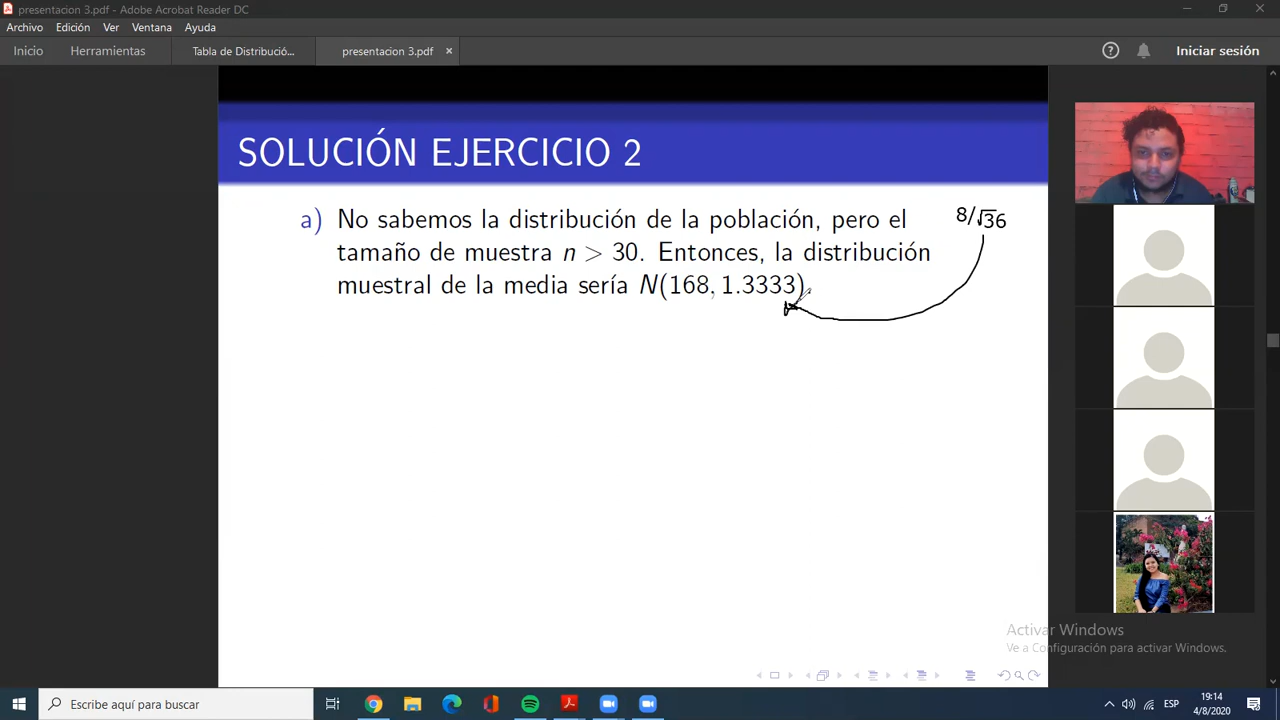 presentacion 3.pdf - Adobe Acrobat Reader DC
Archivo Edición Ver Ventana Ayuda
Inicio Herramientas Tabla de Distribució... presentacion 3.pdf × Iniciar sesión
SOLUCIÓN EJERCICIO 2
a) No sabemos la distribución de la población, pero el
tamaño de muestra n > 30. Entonces, la distribución
muestral de la media sería N(168, 1.3333).
8/√36
Activar Windows
Ve a Configuración para activar Windows.
Escribe aquí para buscar
ESP
19:14
4/8/2020